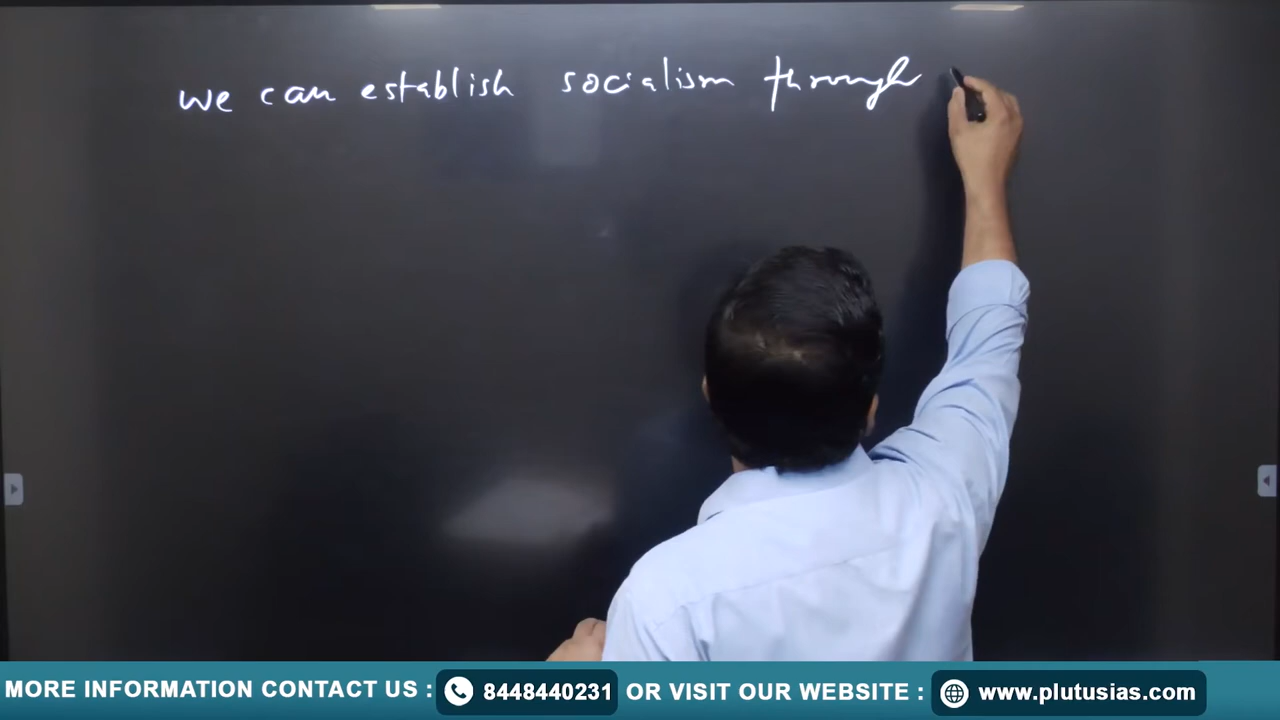 we can establish socialism through
MORE INFORMATION CONTACT US : 8448440231 OR VISIT OUR WEBSITE : www.plutusias.com